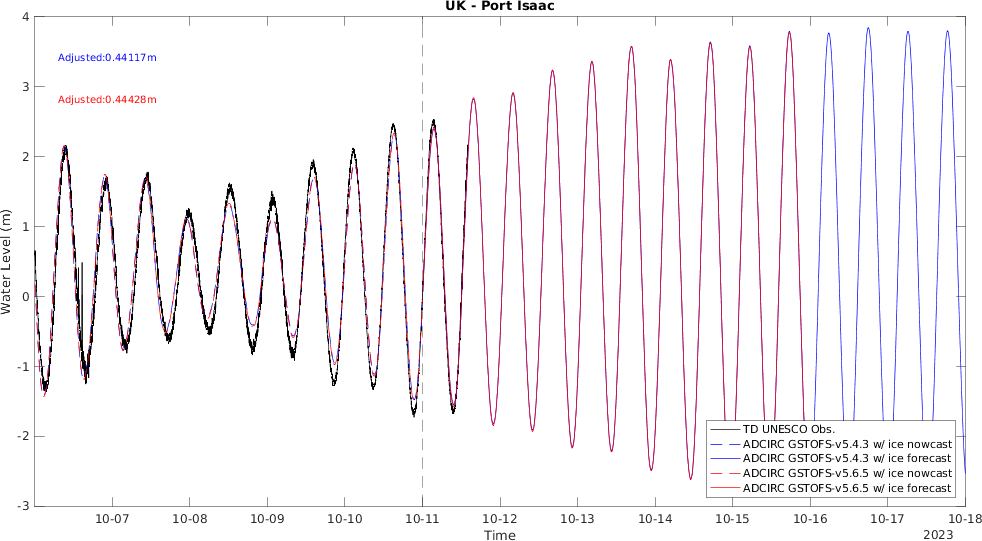 UK - Port Isaac
4
3
2
1
0
-1
-2
-3
Water Level (m)
Adjusted:0.44117m
Adjusted:0.44428m
TD UNESCO Obs.
ADCIRC GSTOFS-v5.4.3 w/ ice nowcast
ADCIRC GSTOFS-v5.4.3 w/ ice forecast
ADCIRC GSTOFS-v5.6.5 w/ ice nowcast
ADCIRC GSTOFS-v5.6.5 w/ ice forecast
10-07 10-08 10-09 10-10 10-11 10-12 10-13 10-14 10-15 10-16 10-17 10-18
Time
2023